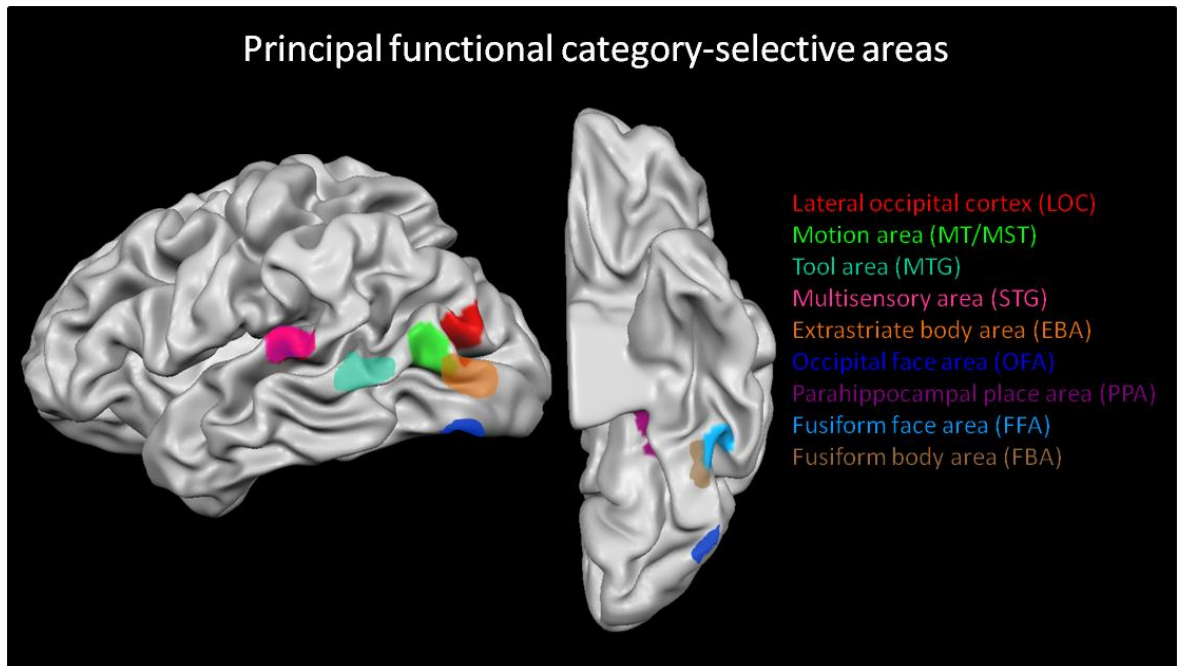 Principal functional category-selective areas
Lateral occipital cortex (LOC)
Motion area (MT/MST)
Tool area (MTG)
Multisensory area (STG)
Extrastriate body area (EBA)
Occipital face area (OFA)
Parahippocampal place area (PPA)
Fusiform face area (FFA)
Fusiform body area (FBA)